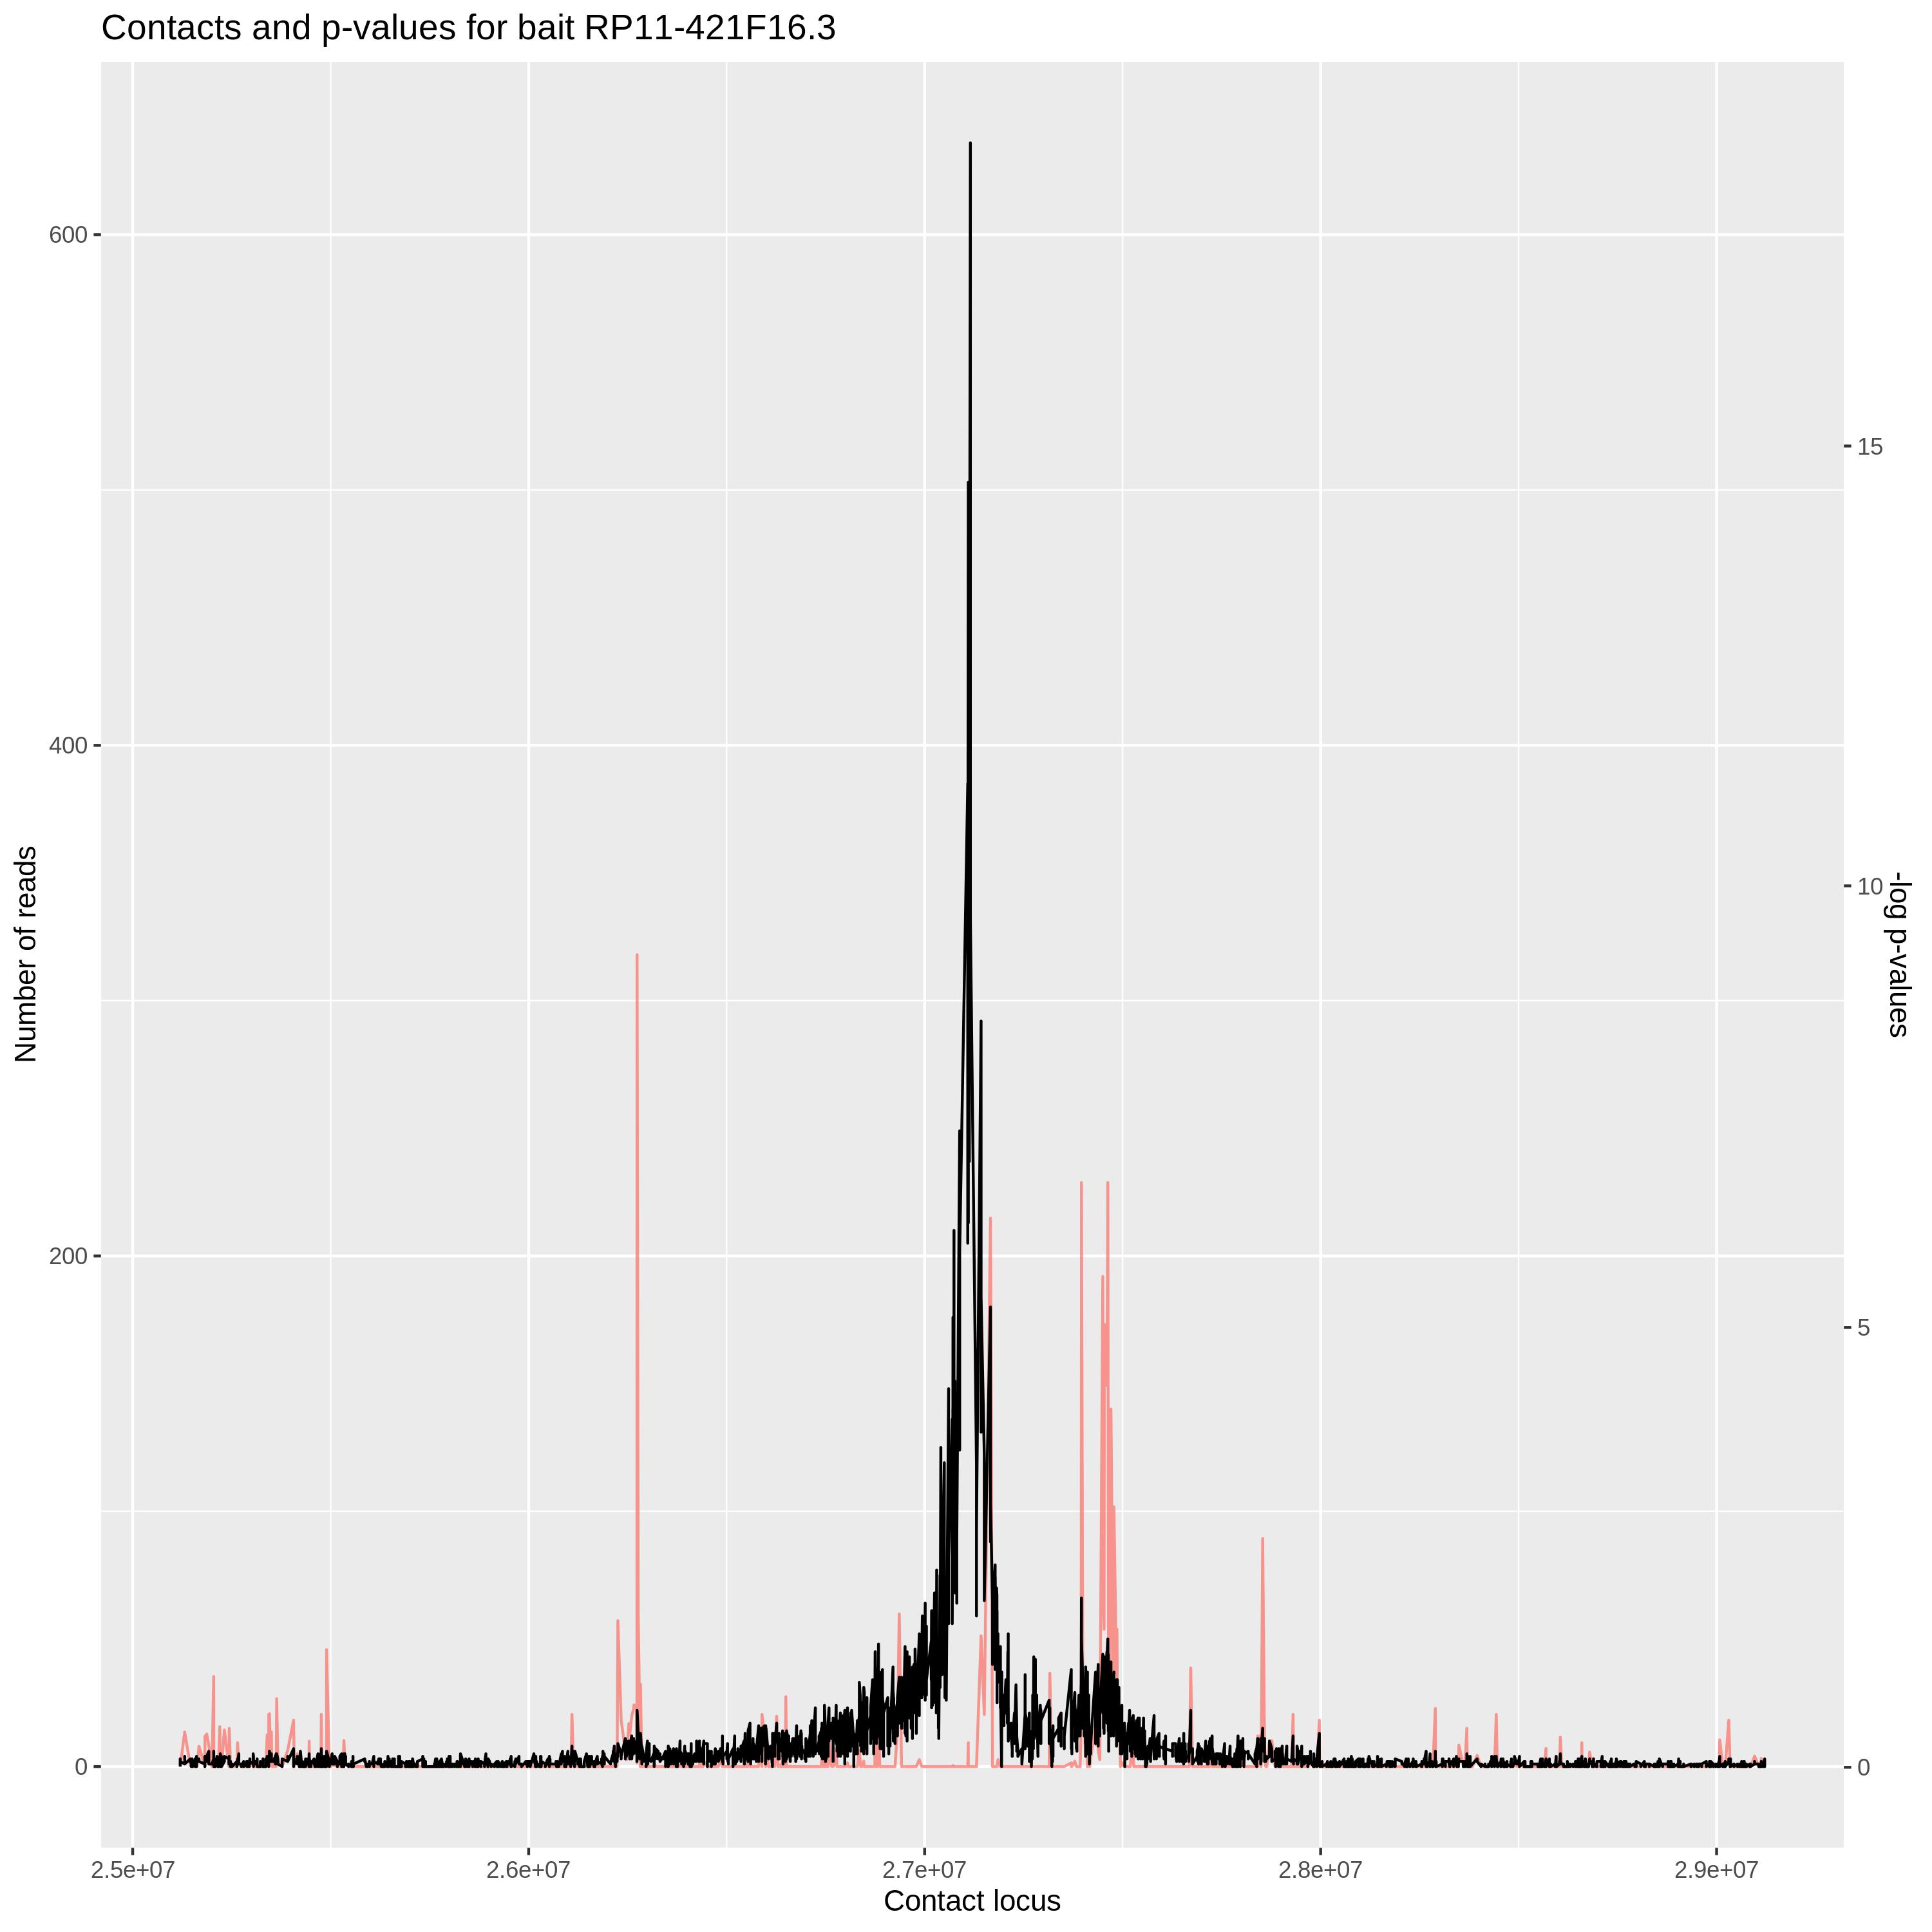 Contacts and p-values for bait RP11-421F16.3
600
400
200
0
Number of reads
15
10
5
0
-log p-values
2.5e+07
2.6e+07
2.7e+07
2.8e+07
2.9e+07
Contact locus